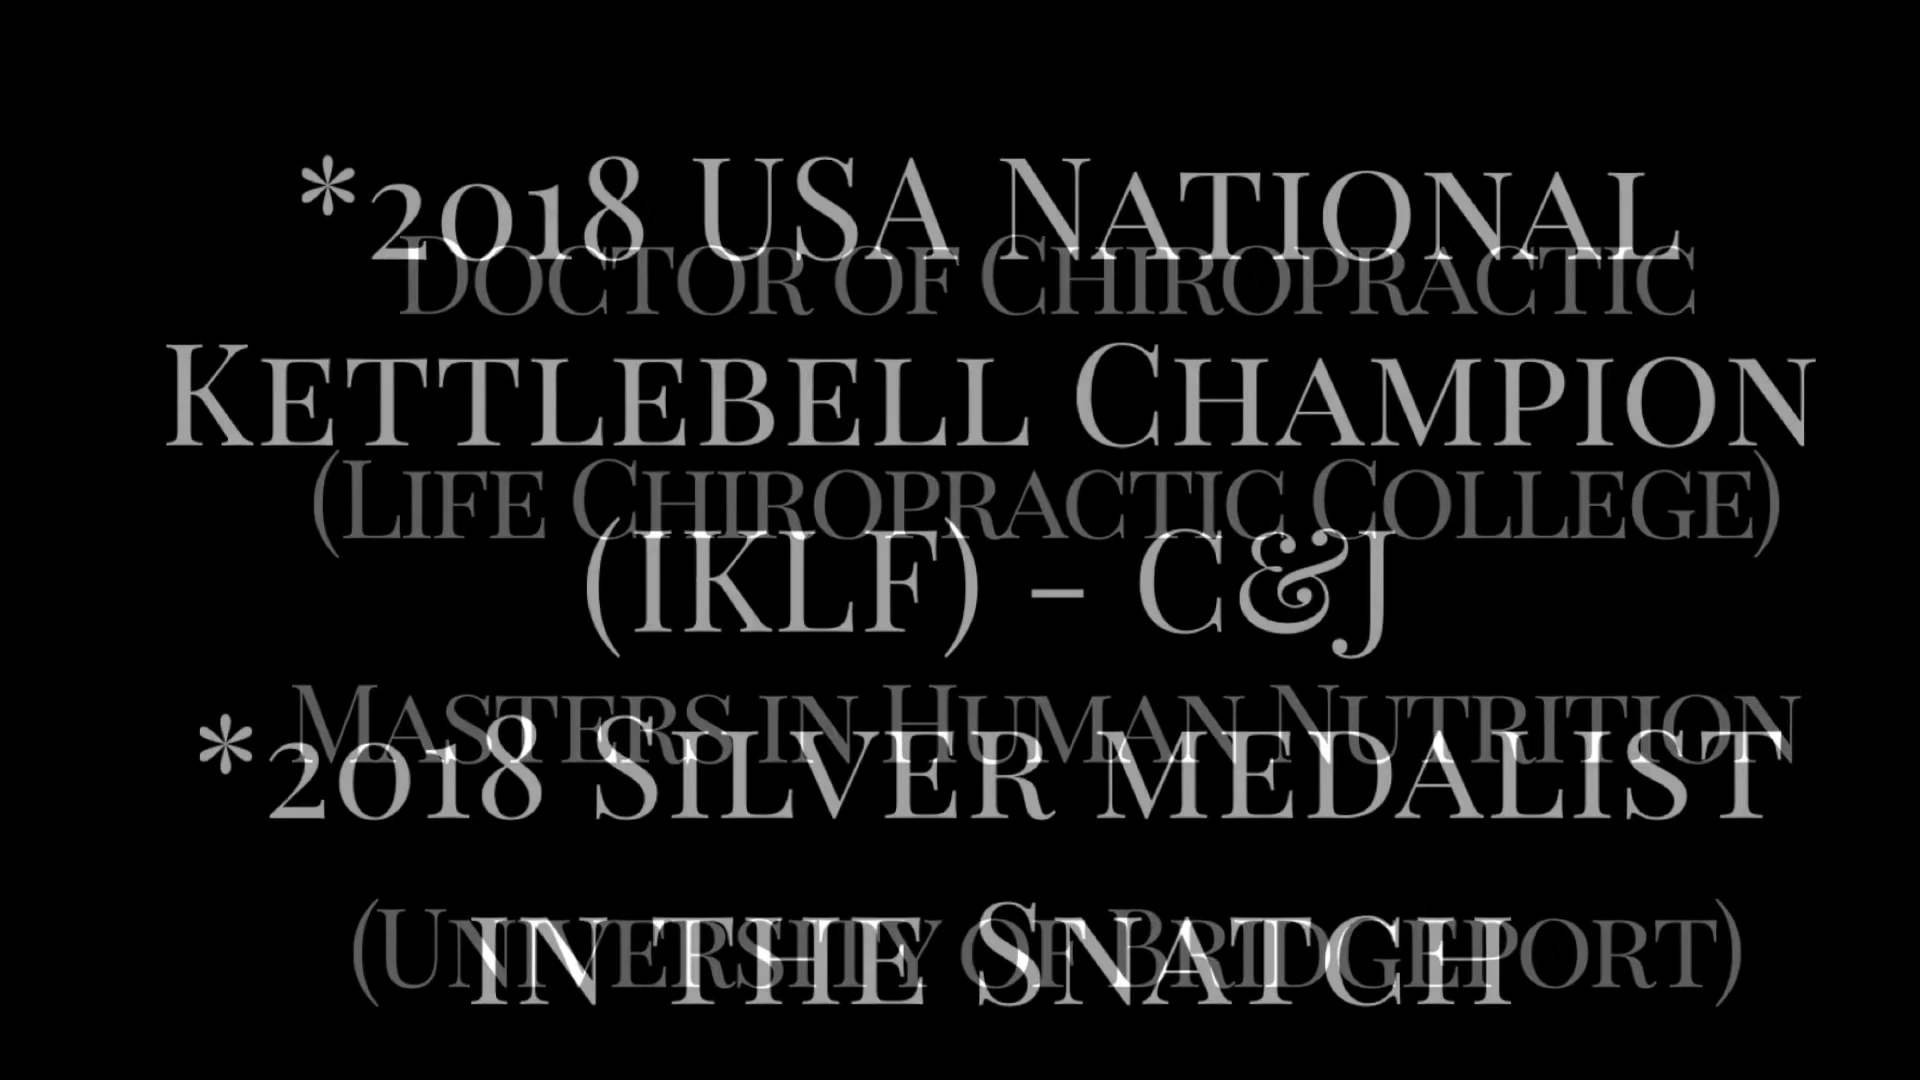 *2018 USA National
Doctor of Chiropractic
Kettlebell Champion
(Life Chiropractic College)
(IKLF) - C&J
Masters in Human Nutrition
*2018 Silver medalist
(University of Bridgeport)
in the Snatch